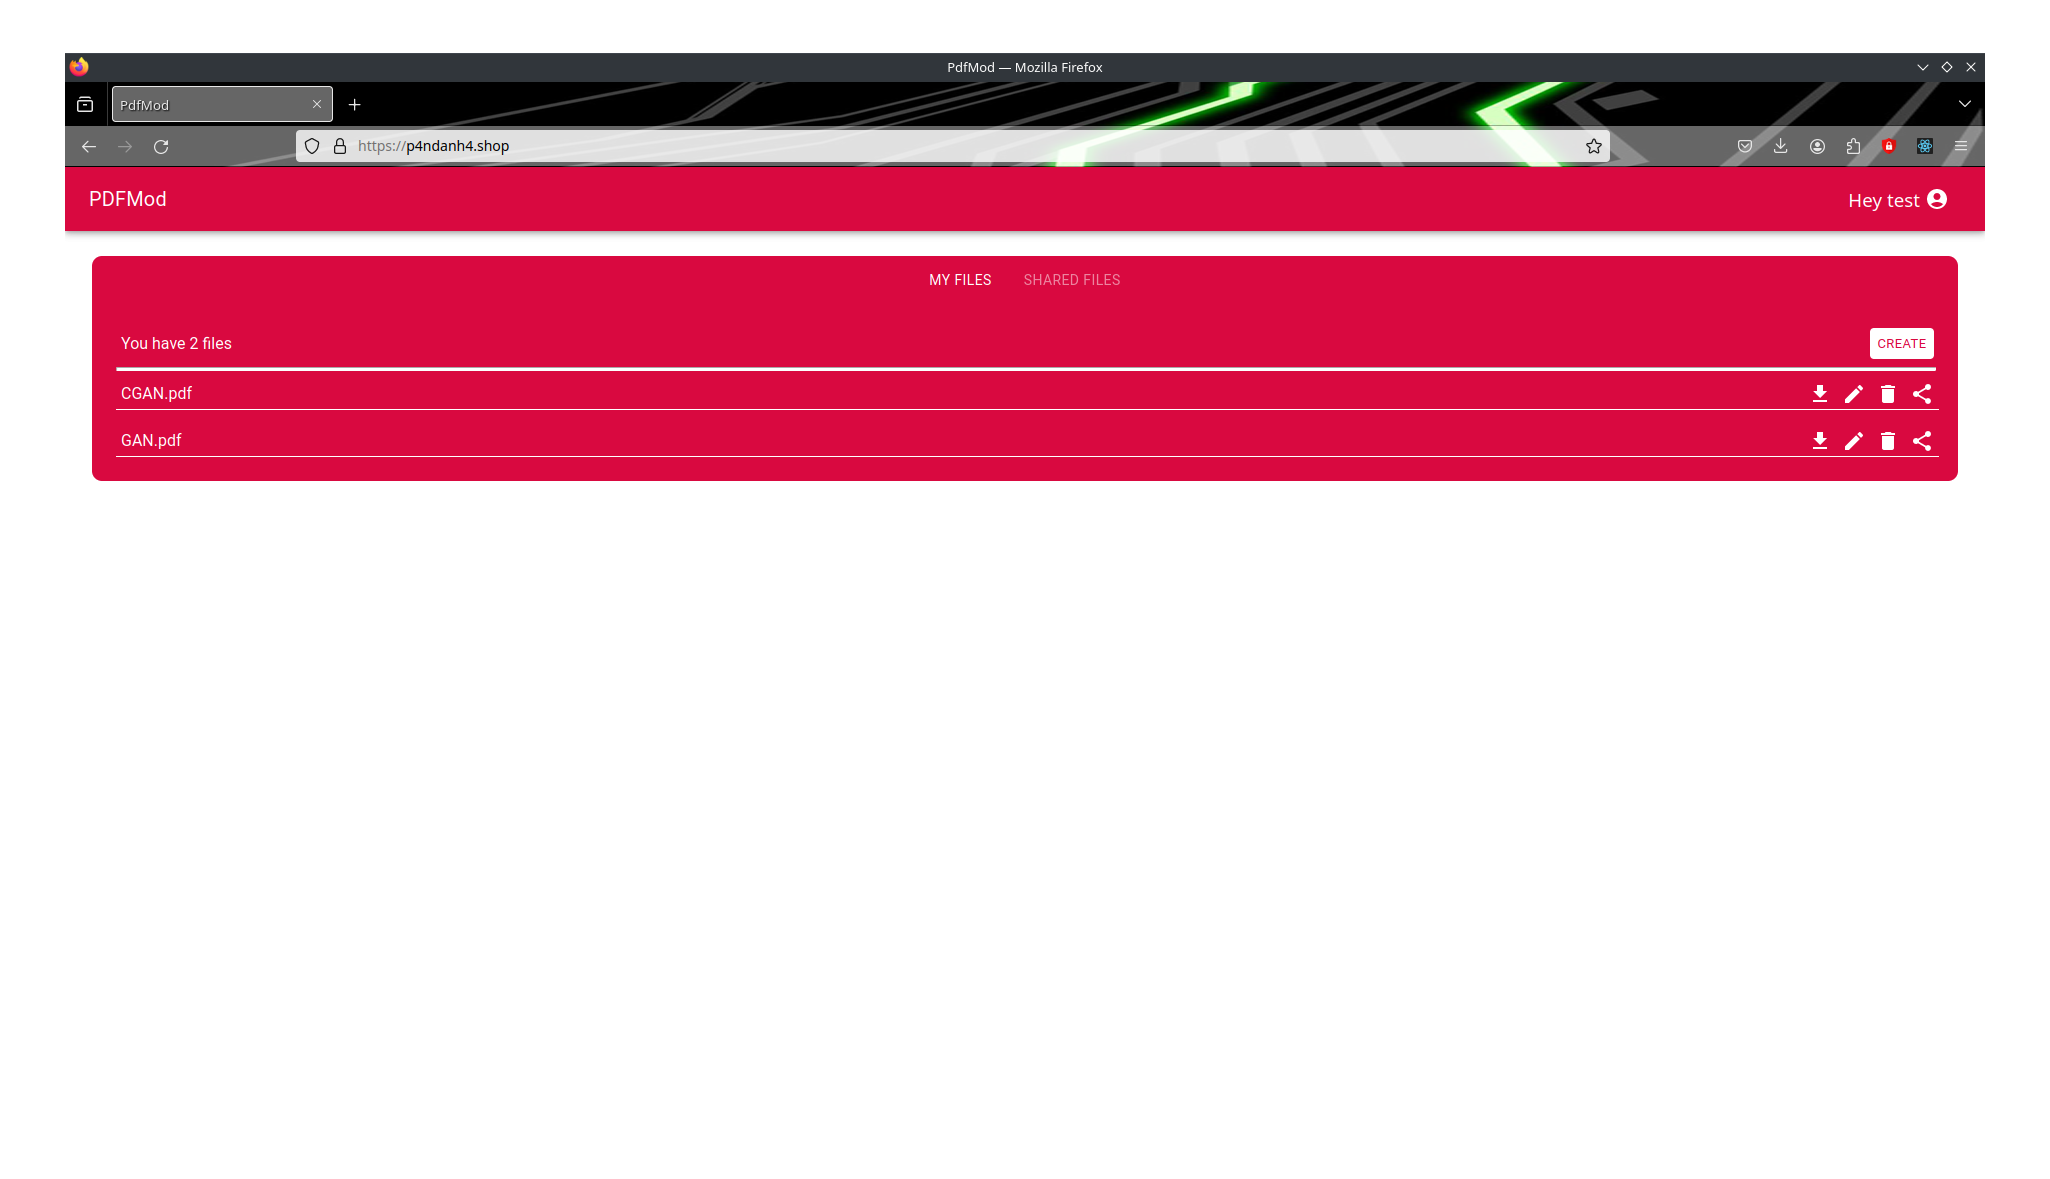 PdfMod — Mozilla Firefox
PdfMod
https://p4ndanh4.shop
PDFMod
Hey test
MY FILES SHARED FILES
You have 2 files
CREATE
CGAN.pdf
GAN.pdf